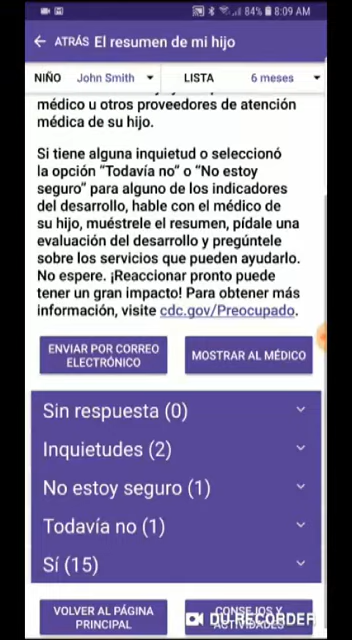 84% 8:09 AM
ATRÁS El resumen de mi hijo
NIÑO John Smith LISTA 6 meses
médico u otros proveedores de atención
médica de su hijo.
Si tiene alguna inquietud o seleccionó
la opción “Todavía no” o “No estoy
seguro” para alguno de los indicadores
del desarrollo, hable con el médico de
su hijo, muéstrele el resumen, pídale una
evaluación del desarrollo y pregúntele
sobre los servicios que pueden ayudarlo.
No espere. ¡Reaccionar pronto puede
tener un gran impacto! Para obtener más
información, visite cdc.gov/Preocupado.
ENVIAR POR CORREO
ELECTRÓNICO
MOSTRAR AL MÉDICO
Sin respuesta (0)
Inquietudes (2)
No estoy seguro (1)
Todavía no (1)
Sí (15)
VOLVER AL PÁGINA
PRINCIPAL
CONSEJOS Y
ACTIVIDADES
DU RECORDER